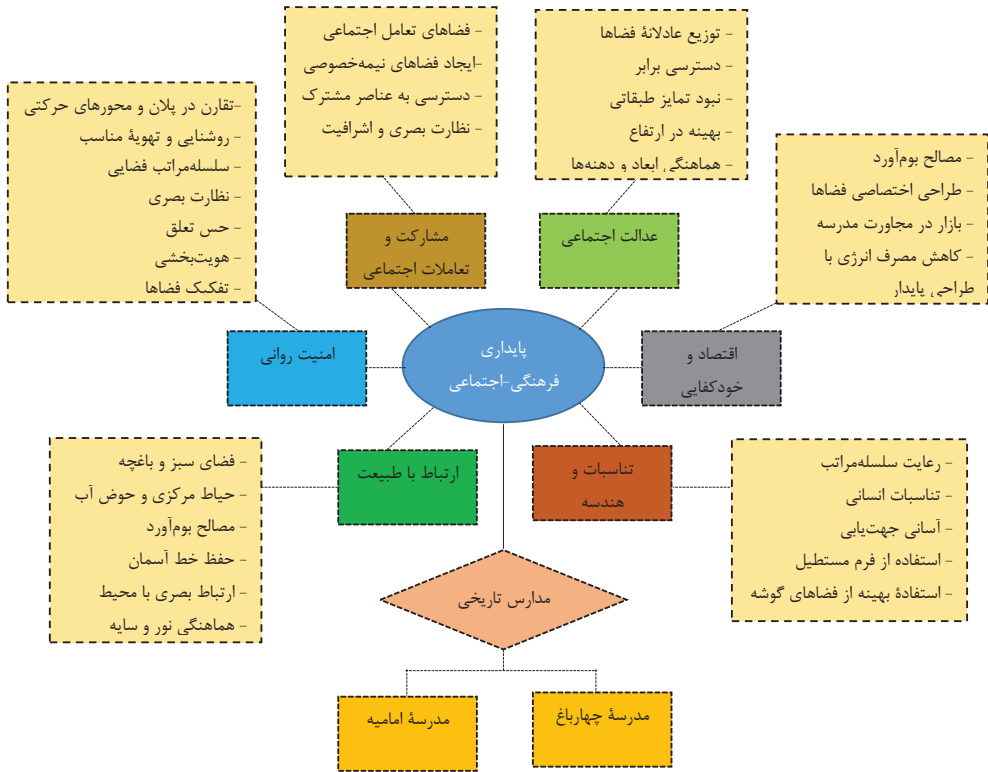 - فضاهای تعامل اجتماعی
-ایجاد فضاهای نیمه‌خصوصی
- دسترسی به عناصر مشترک
- نظارت بصری و اشرافیت
- توزیع عادلانهٔ فضاها
- دسترسی برابر
- نبود تمایز طبقاتی
- بهینه در ارتفاع
- هماهنگی ابعاد و دهنه‌ها
-تقارن در پلان و محورهای حرکتی
- روشنایی و تهویهٔ مناسب
- سلسله‌مراتب فضایی
- نظارت بصری
- حس تعلق
- هویت‌بخشی
- تفکیک فضاها
- مصالح بوم‌آورد
- طراحی اختصاصی فضاها
- بازار در مجاورت مدرسه
- کاهش مصرف انرژی با
طراحی پایدار
مشارکت و
تعاملات اجتماعی
عدالت اجتماعی
امنیت روانی
پایداری
فرهنگی-اجتماعی
اقتصاد و
خودکفایی
ارتباط با طبیعت
تناسبات و
هندسه
- فضای سبز و باغچه
- حیاط مرکزی و حوض آب
- مصالح بوم‌آورد
- حفظ خط آسمان
- ارتباط بصری با محیط
- هماهنگی نور و سایه
- رعایت سلسله‌مراتب
- تناسبات انسانی
- آسانی جهت‌یابی
- استفاده از فرم مستطیل
- استفادهٔ بهینه از فضاهای گوشه
مدارس تاریخی
مدرسهٔ چهارباغ
مدرسهٔ امامیه